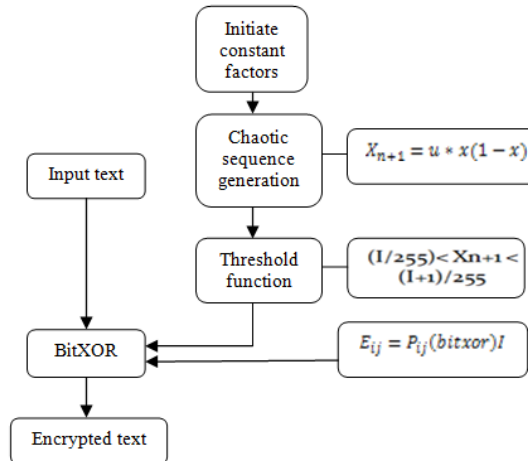 Initiate
constant
factors
Chaotic
sequence
generation
X_{n+1} = u * x(1 − x)
Input text
Threshold
function
(I/255)< Xn+1 <
(I+1)/255
BitXOR
E_{ij} = P_{ij}(bitxor)I
Encrypted text